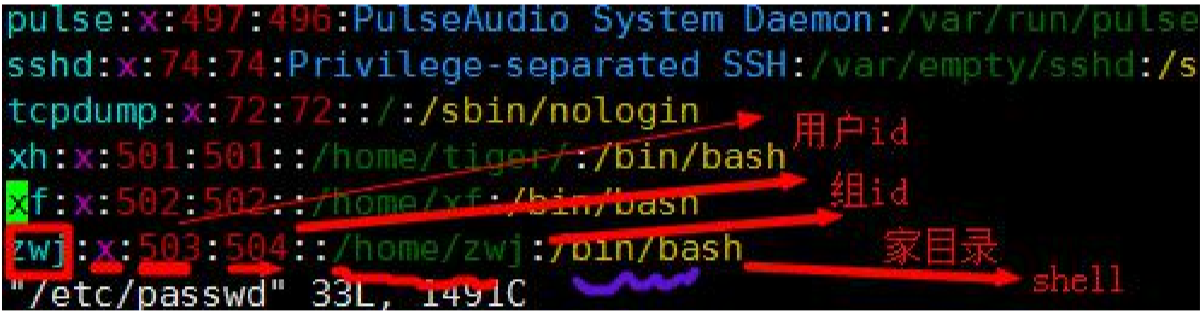 pulse:x:497:496:PulseAudio System Daemon:/var/run/pulse
sshd:x:74:74:Privilege-separated SSH:/var/empty/sshd:/s
tcpdump:x:72:72::/:/sbin/nologin
用户id
xh:x:501:501::/home/tiger/:/bin/bash
xf:x:502:502::/home/xf:/bin/bash
组id
zwj:x:503:504::/home/zwj:/bin/bash
家目录
shell
"/etc/passwd" 33L, 1491C